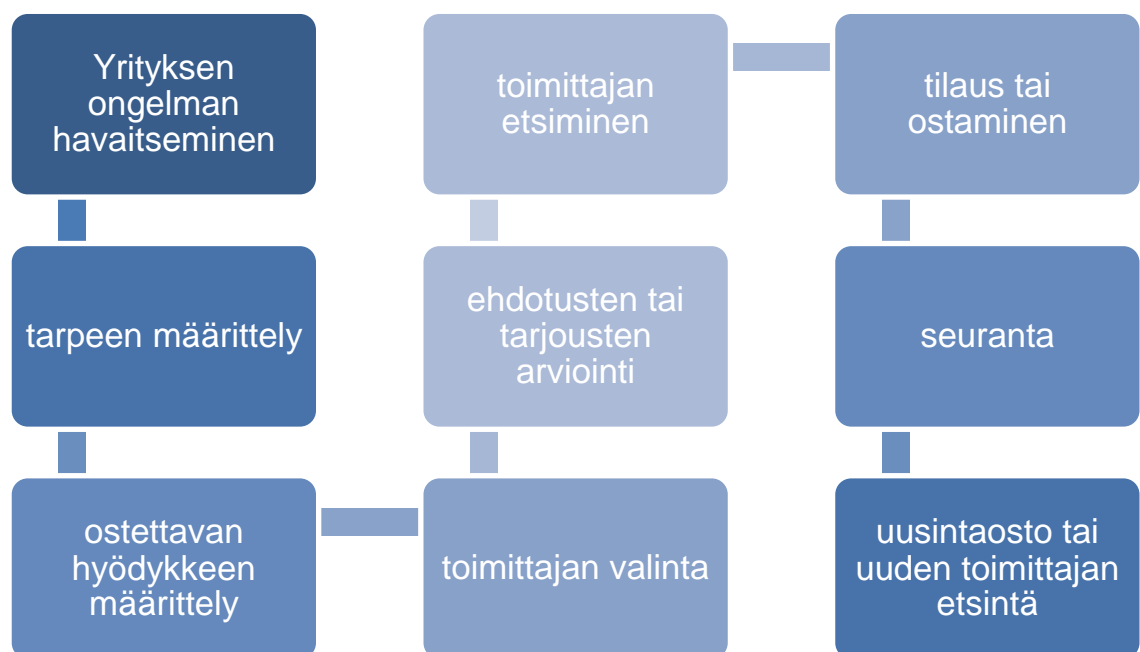 Yrityksen
ongelman
havaitseminen
tarpeen määrittely
ostettavan
hyödykkeen
määrittely
toimittajan valinta
ehdotusten tai
tarjousten
arviointi
toimittajan
etsiminen
tilaus tai
ostaminen
seuranta
uusintaosto tai
uuden toimittajan
etsintä